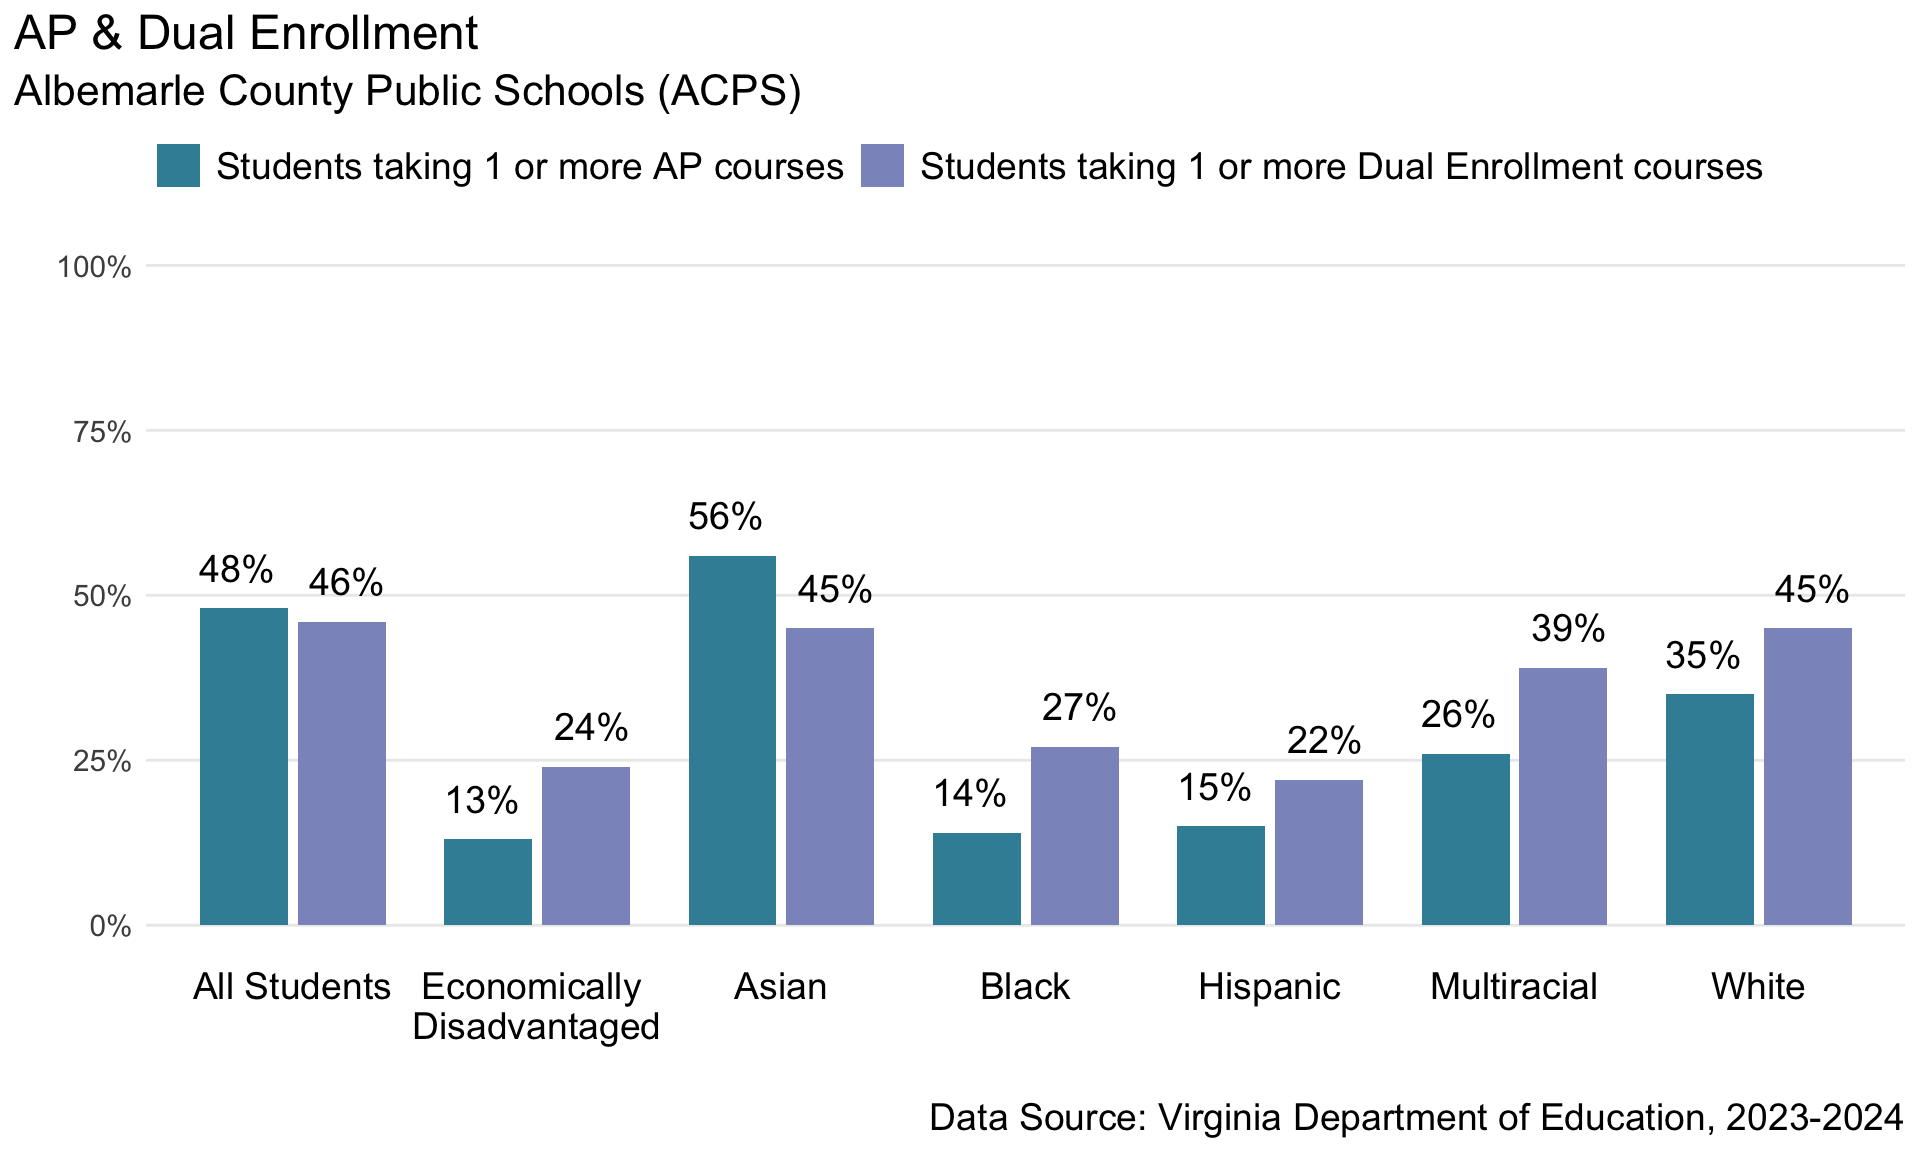 AP & Dual Enrollment
Albemarle County Public Schools (ACPS)
Students taking 1 or more AP courses Students taking 1 or more Dual Enrollment courses
100%
75%
50%
25%
0%
48% 46% 13% 24% 56% 45% 14% 27% 15% 22% 26% 39% 35% 45%
All Students Economically Asian Black Hispanic Multiracial White
Disadvantaged
Data Source: Virginia Department of Education, 2023-2024